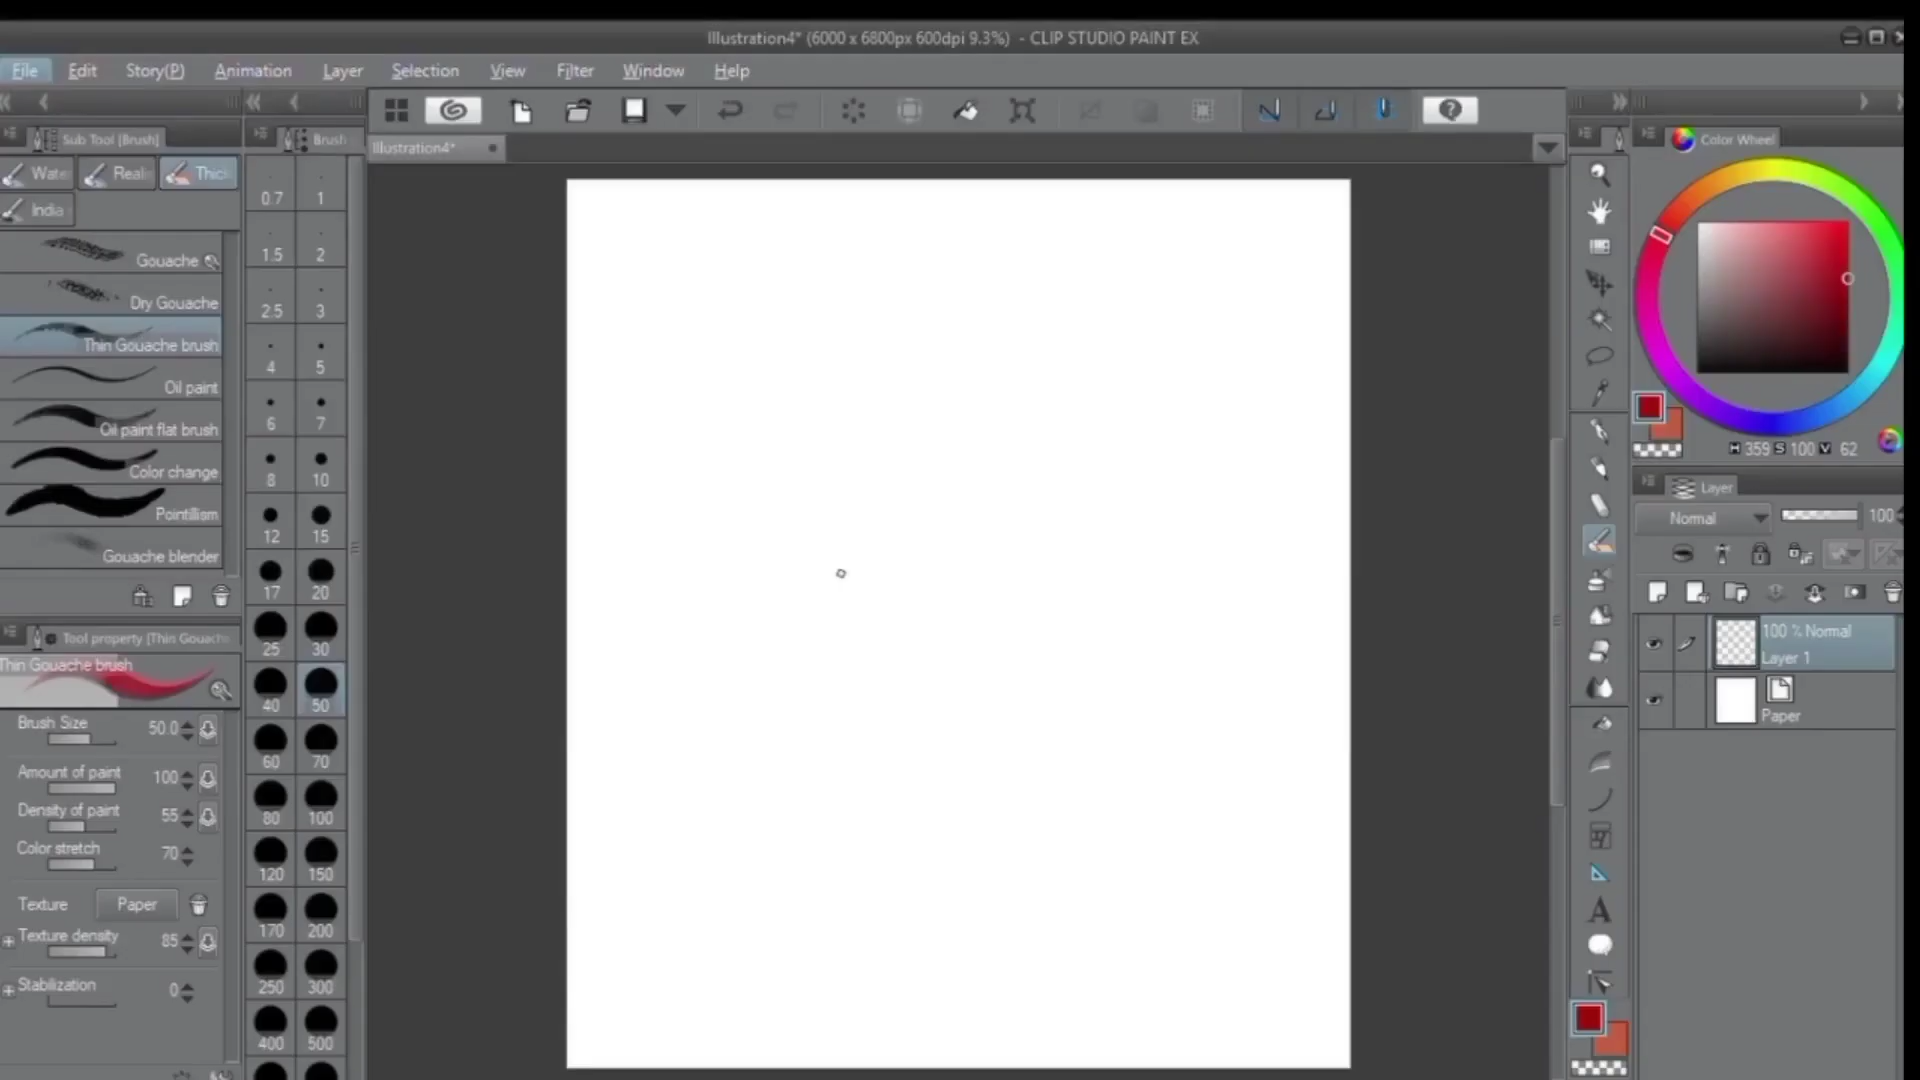 Illustration4* (6000 x 6800px 600dpi 9.3%) - CLIP STUDIO PAINT EX
File Edit Story(P) Animation Layer Selection View Filter Window Help
Sub Tool [Brush]
Brush
Illustration4*
Color Wheel
Wate Reali Thick
India
Gouache
Dry Gouache
Thin Gouache brush
Oil paint
Oil paint flat brush
Color change
Pointillism
Gouache blender
0.7 1
1.5 2
2.5 3
4 5
6 7
8 10
12 15
17 20
25 30
40 50
60 70
80 100
120 150
170 200
250 300
400 500
Tool property [Thin Gouach
Thin Gouache brush
Brush Size 50.0
Amount of paint 100
Density of paint 55
Color stretch 70
Texture Paper
Texture density 85
Stabilization 0
H 359 S 100 V 62
Layer
Normal 100
100 % Normal
Layer 1
Paper
A